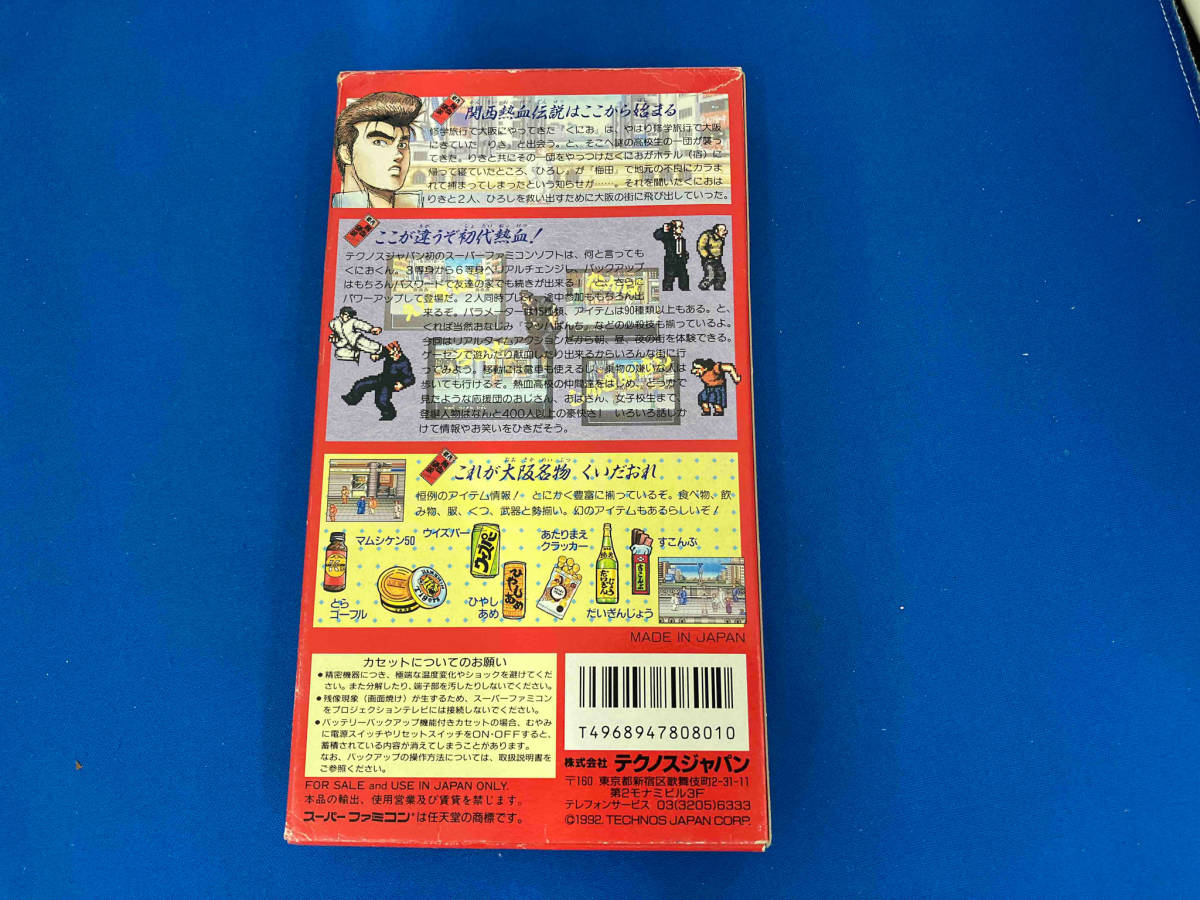 関西熱血伝説はここから始まる
修学旅行で大阪にやってきた『くにお』は、やはり修学旅行で大阪
にきていた『りき』と出会う。と、そこへ謎の高校生の一団が襲っ
てきた。りきと共にその一団をやっつけたくにおがホテル（宿）に
帰って寝ていたところ、『ひろし』が『梅田』で地元の不良にカラま
れて捕まってしまったという知らせが……。それを聞いたくにおは
りきと2人、ひろしを救い出すために大阪の街に飛び出していった。
ここが違うぞ初代熱血!
テクノスジャパン初のスーパーファミコンソフトは、何と言っても
くにおくん。3等身から6等身へリアルチェンジし、バックアップ
はもちろんパスワードで友達の家でも続きが出来る！と、さらに
パワーアップして登場だ。2人同時プレイ、途中参加ももちろん出
来るぞ。パラメーターは15種類、アイテムは90種類以上もある。と、
くれば当然おなじみ『マッハぱんち』などの必殺技も揃っているよ。
今回はリアルタイムアクションだから朝、昼、夜の街を体験できる。
ゲーセンで遊んだり献血したり出来るからいろんな街に行
ってみよう。移動には電車も使えるし、乗物の嫌いな人は
歩いても行けるぞ。熱血高校の仲間達をはじめ、どっかで
見たような応援団のおじさん、おばさん、女子校生まで、
登場人物はなんと400人以上の豪快さ！ いろいろ話しか
けて情報やお笑いをひきだそう。
これが大阪名物 くいだおれ
恒例のアイテム情報！ とにかく豊富に揃っているぞ。食べ物、飲
み物、服、くつ、武器と勢揃い。幻のアイテムもあるらしいぞ！
マムシケン50
ウイズパー
あたりまえ
クラッカー
すこんぶ
とら
ゴーフル
ひやし
あめ
だいぎんじょう
MADE IN JAPAN
カセットについてのお願い
●精密機器につき、極端な温度変化やショックを避けてくだ
さい。また分解したり、端子部を汚したりしないでください。
●残像現象（画面焼け）が生ずるため、スーパーファミコン
をプロジェクションテレビには接続しないでください。
●バッテリーバックアップ機能付きカセットの場合、むやみ
に電源スイッチやリセットスイッチをON・OFFすると、
蓄積されている内容が消えてしまうことがあります。
なお、バックアップの操作方法については、取扱説明書を
ご参照ください。
T4968947808010
株式会社 テクノスジャパン
〒160 東京都新宿区歌舞伎町2-31-11
第2モナミビル3F
テレフォンサービス 03(3205)6333
©1992. TECHNOS JAPAN CORP.
FOR SALE and USE IN JAPAN ONLY.
本品の輸出、使用営業及び賃貸を禁じます。
スーパーファミコン®は任天堂の商標です。